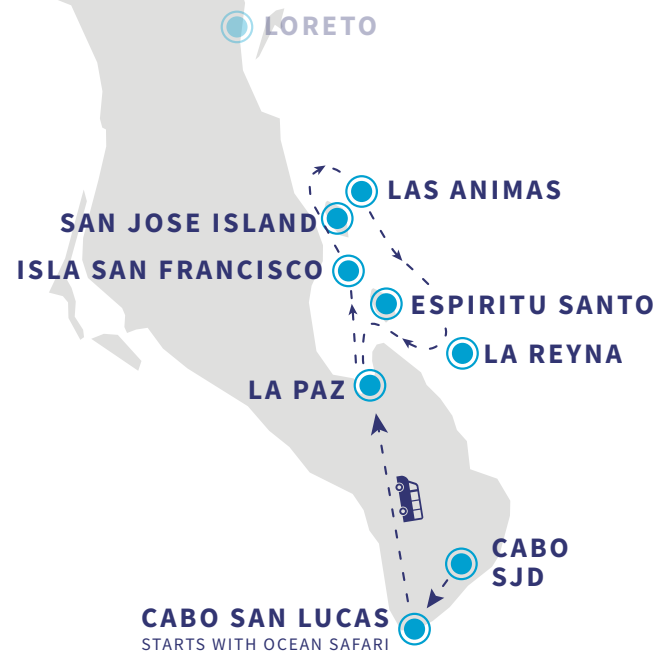 LORETO
LAS ANIMAS
SAN JOSE ISLAND
ISLA SAN FRANCISCO
ESPIRITU SANTO
LA REYNA
LA PAZ
CABO
SJD
CABO SAN LUCAS
STARTS WITH OCEAN SAFARI